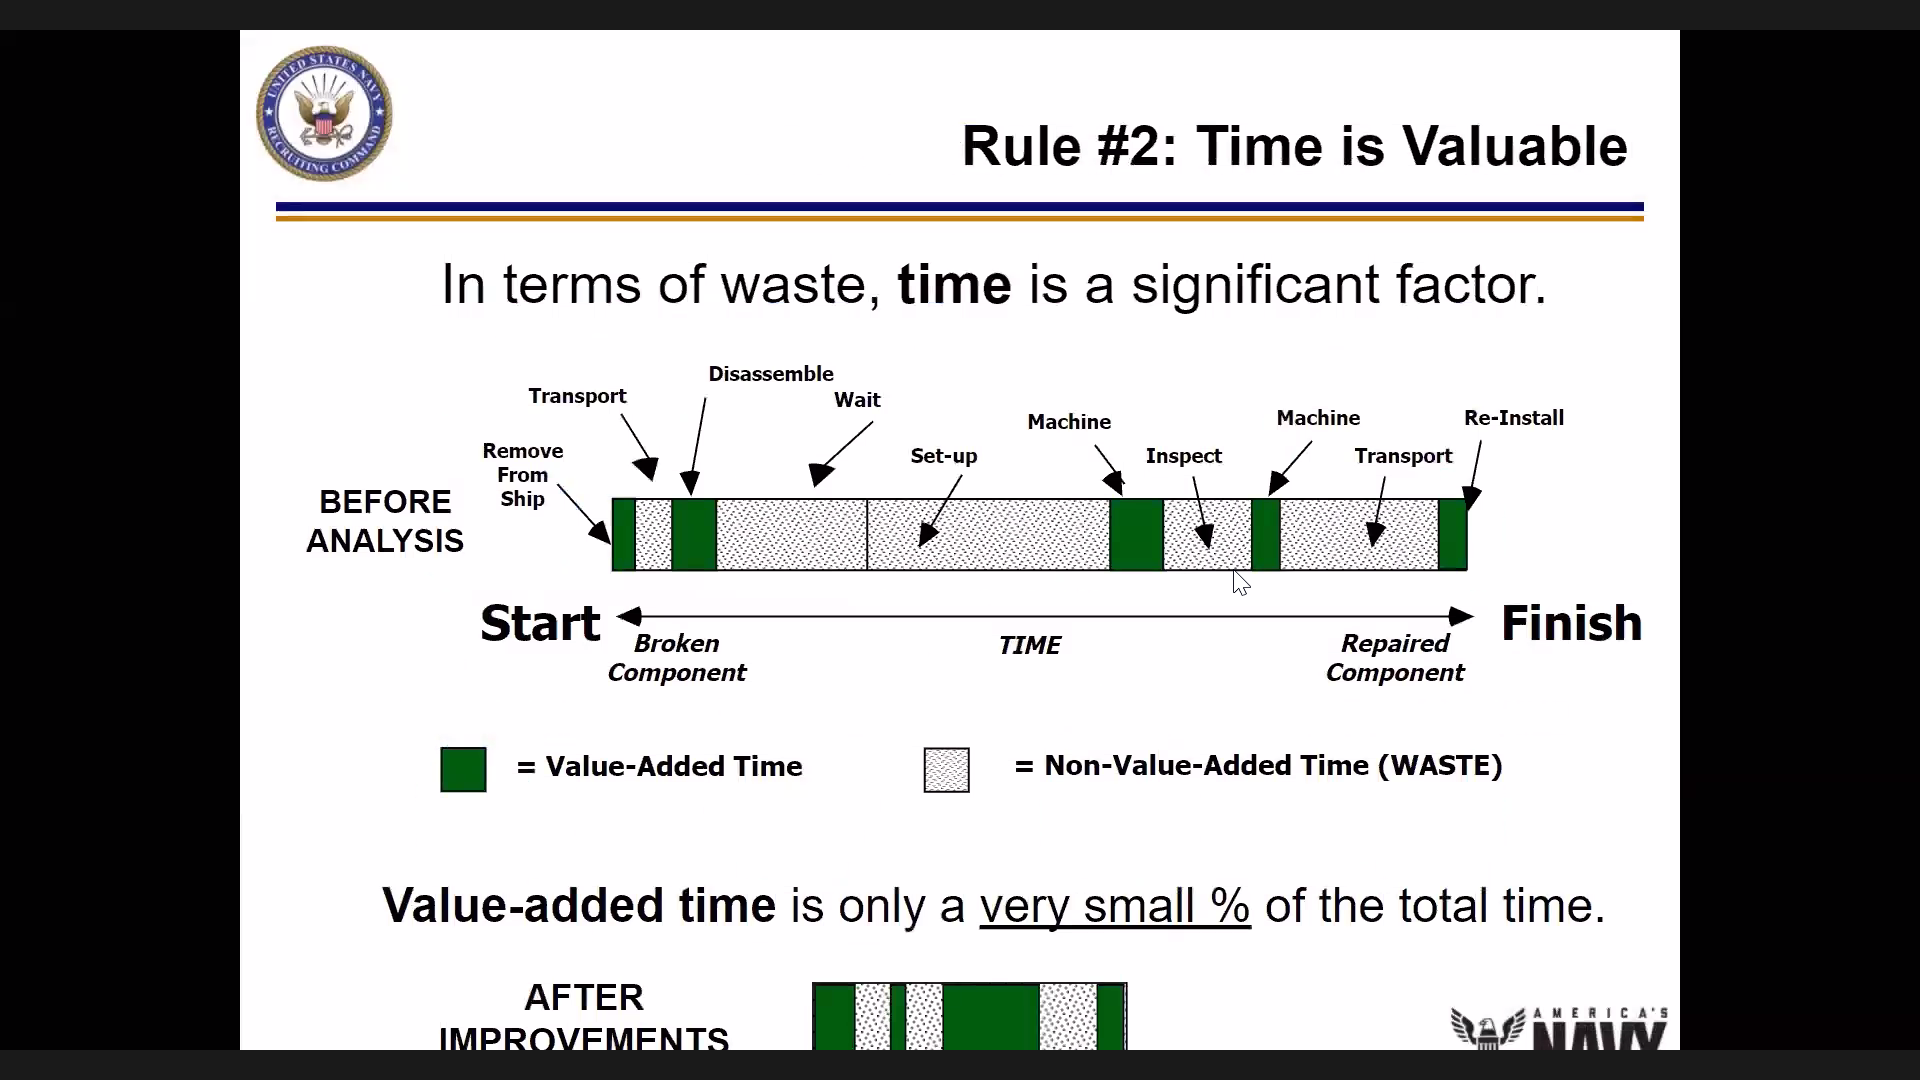 UNITED STATES NAVY
RECRUITING COMMAND
Rule #2: Time is Valuable
In terms of waste, time is a significant factor.
Disassemble
Transport
Wait
Machine
Machine
Re-Install
Remove
From
Ship
Set-up
Inspect
Transport
BEFORE
ANALYSIS
Start
Finish
Broken
Component
TIME
Repaired
Component
= Value-Added Time
= Non-Value-Added Time (WASTE)
Value-added time is only a very small % of the total time.
AFTER
IMPROVEMENTS
AMERICA'S
NAVY